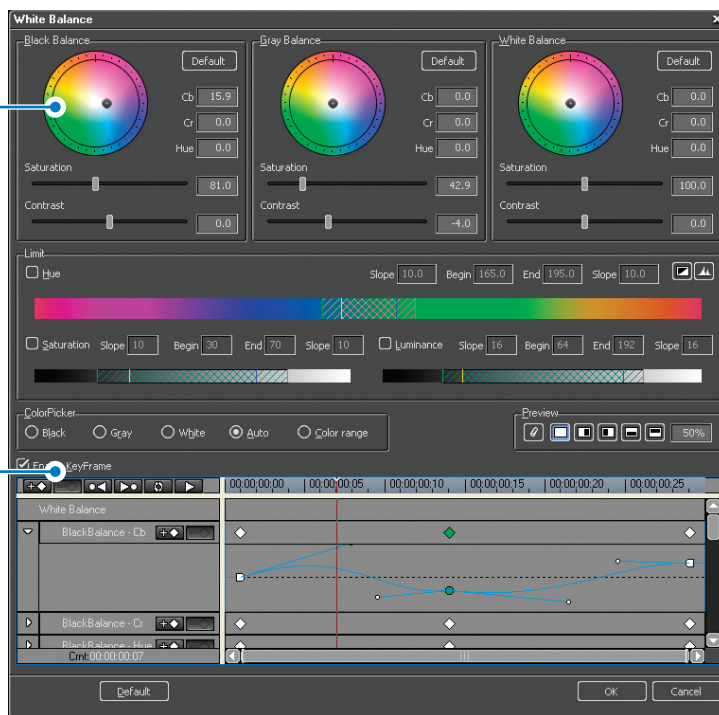 White Balance
Black Balance
Default
Cb 15.9
Cr 0.0
Hue 0.0
Saturation
81.0
Contrast
0.0
Gray Balance
Default
Cb 0.0
Cr 0.0
Hue 0.0
Saturation
42.9
Contrast
-4.0
White Balance
Default
Cb 0.0
Cr 0.0
Hue 0.0
Saturation
100.0
Contrast
0.0
Limit
Hue Slope 10.0 Begin 165.0 End 195.0 Slope 10.0
Saturation Slope 10 Begin 30 End 70 Slope 10
Luminance Slope 16 Begin 64 End 192 Slope 16
ColorPicker
Black Gray White Auto Color range
Preview
50%
KeyFrame
00:00:00:00 00:00:00:05 00:00:00:10 00:00:00:15 00:00:00:20 00:00:00:25
White Balance
BlackBalance - Cb
BlackBalance - Cr
BlackBalance - Hue
Crnt:00:00:00:07
Default OK Cancel